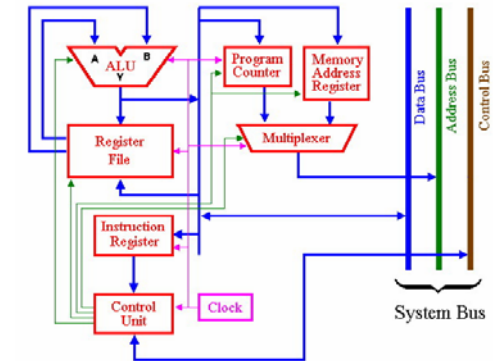 A
B
ALU
Y
Program
Counter
Memory
Address
Register
Register
File
Multiplexer
Instruction
Register
Control
Unit
Clock
Data Bus
Address Bus
Control Bus
System Bus